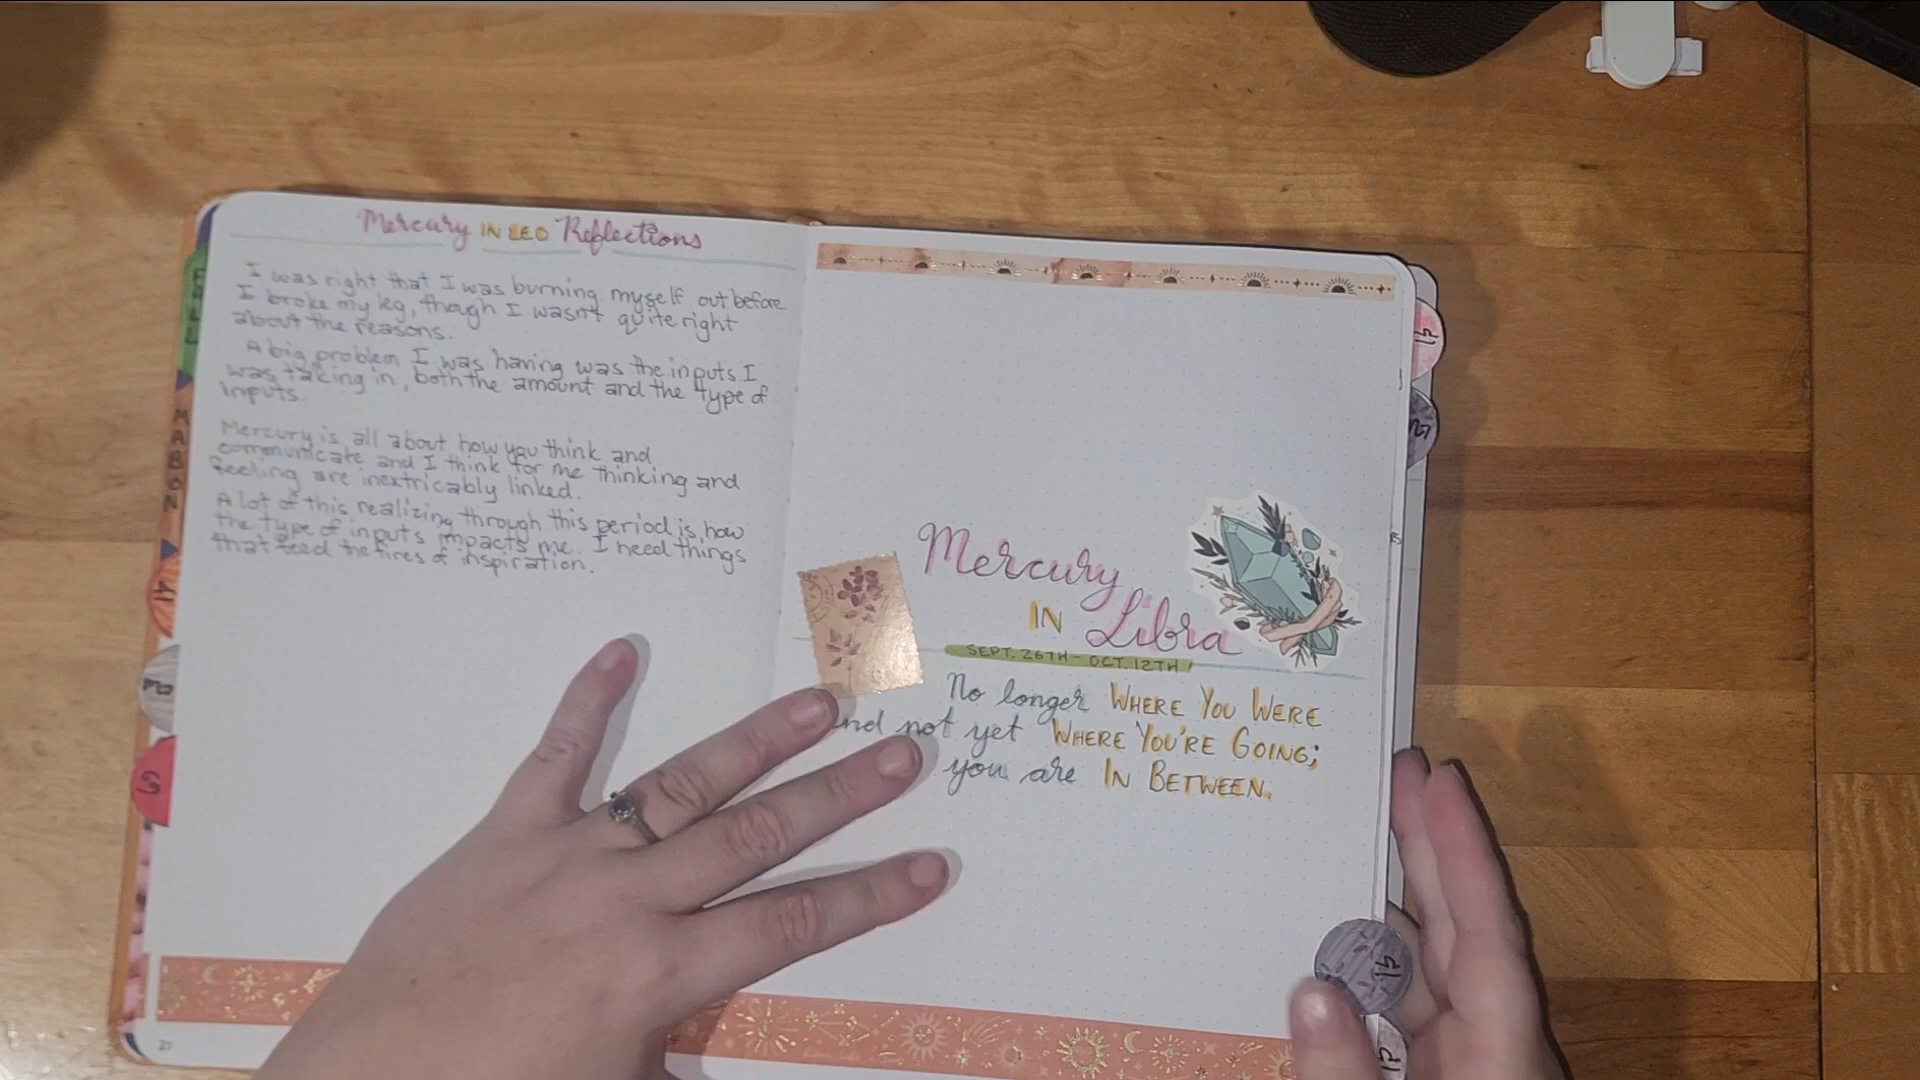 Mercury IN LEO Reflections
I was right that I was burning myself out before
I broke my leg, though I wasn't quite right
about the reasons.
A big problem I was having was the inputs I
was taking in, both the amount and the type of
inputs.
Mercury is all about how you think and
communicate and I think for me thinking and
feeling are inextricably linked.
A lot of this realizing through this period is how
the type of inputs impacts me. I need things
that feed the fires of inspiration.
Mercury
IN Libra
SEPT. 26TH - OCT. 12TH
No longer WHERE YOU WERE
and not yet WHERE YOU'RE GOING;
you are IN BETWEEN.
MABON